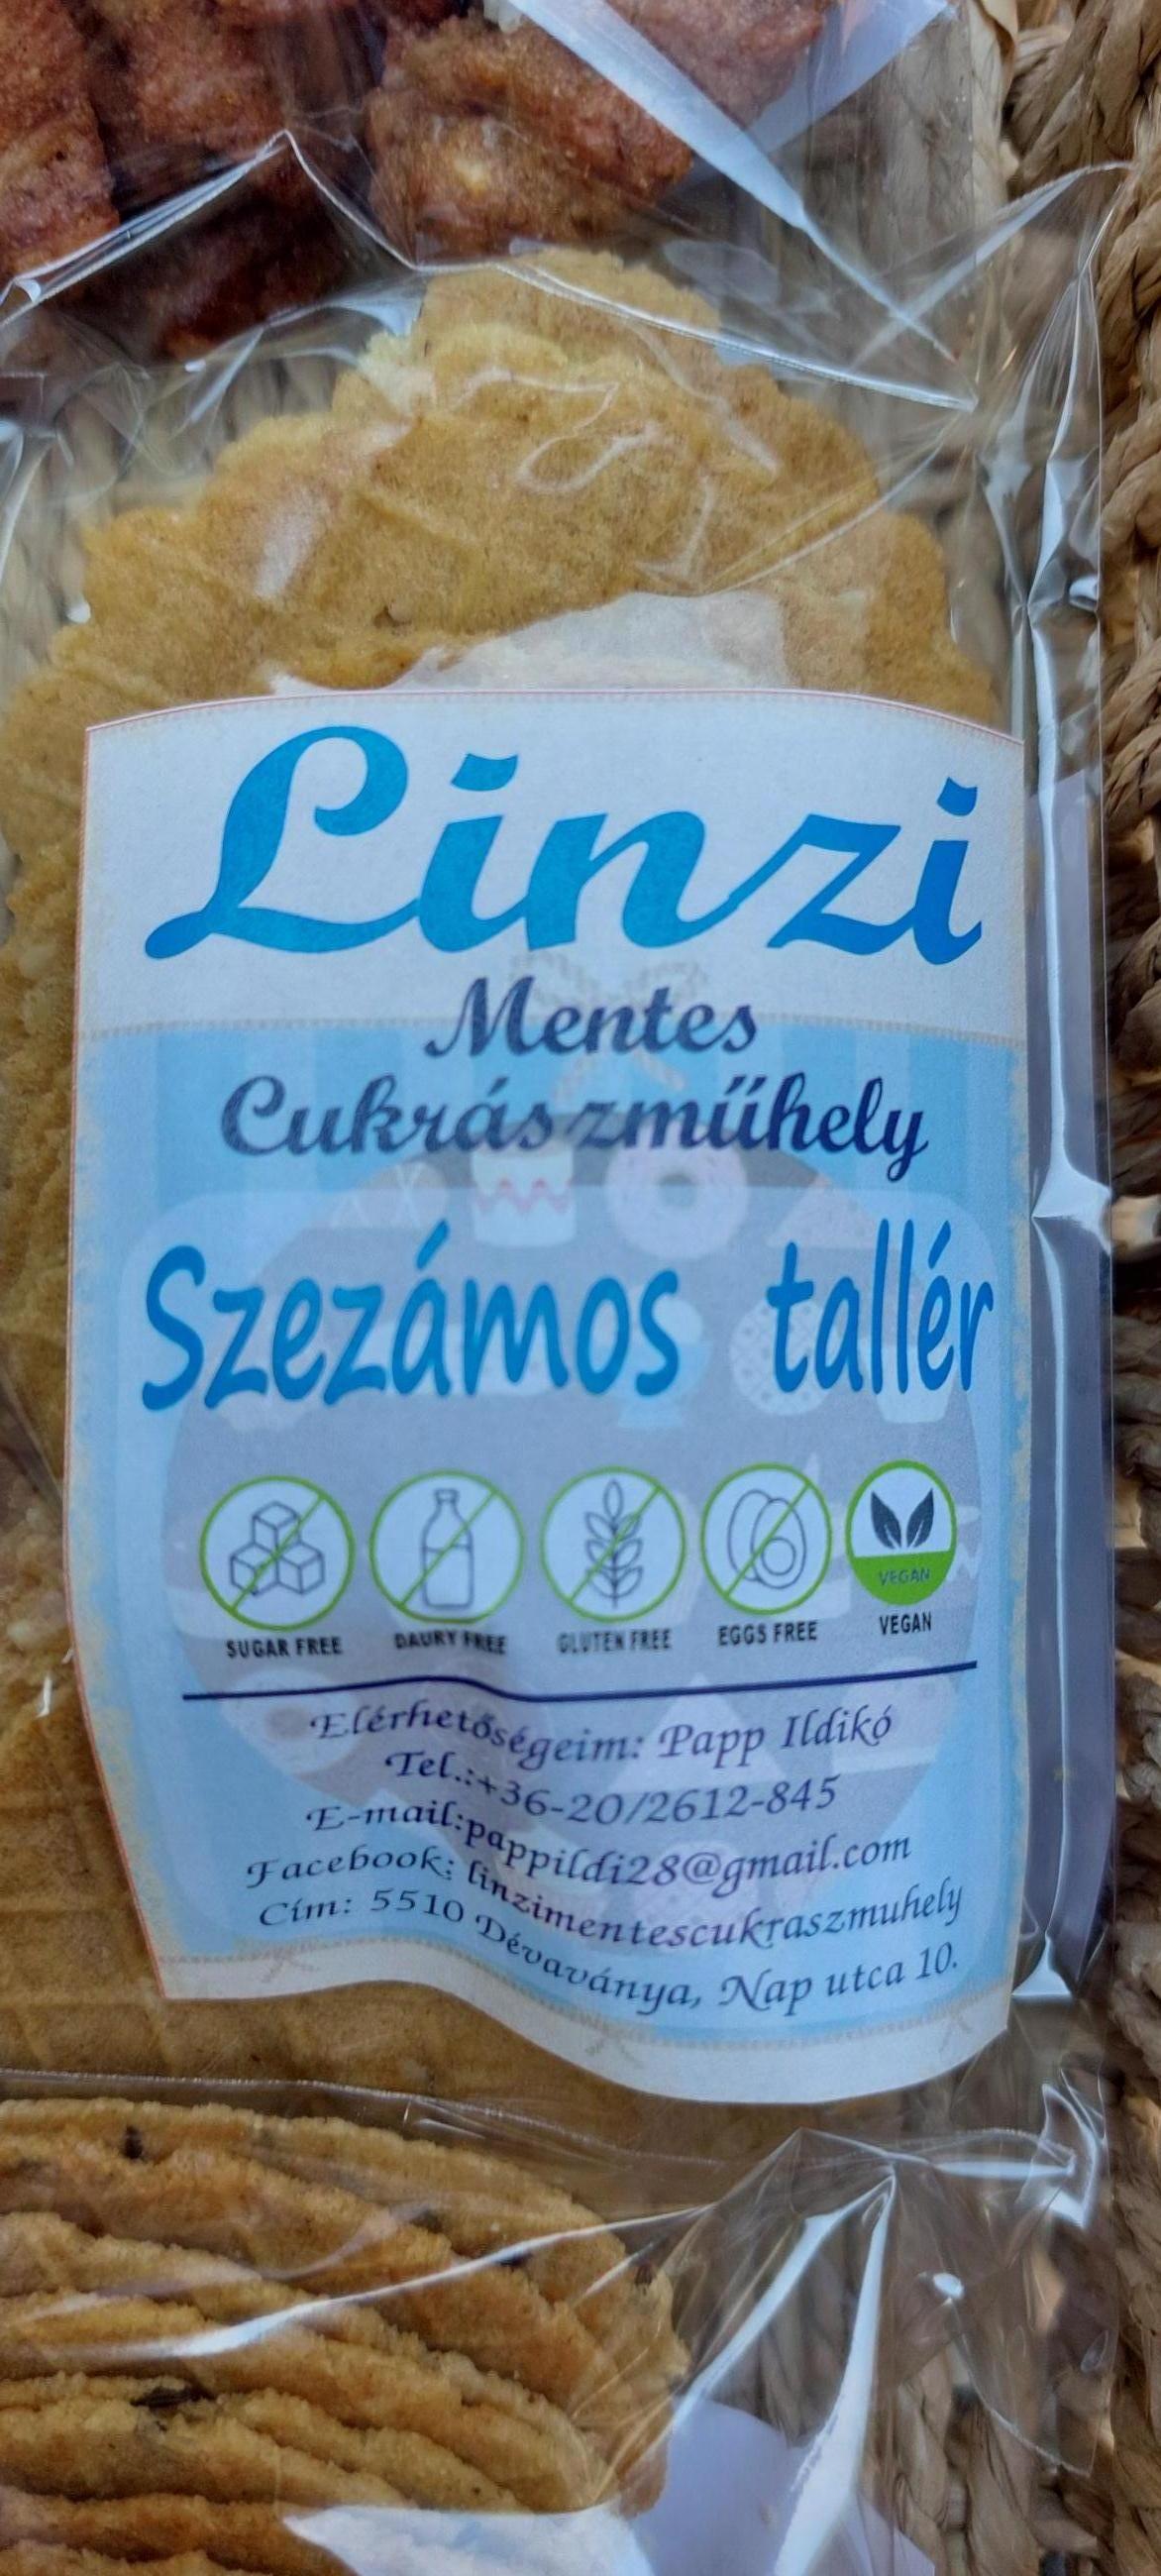 Linzi
Mentes
Cukrászműhely
Szezámos tallér
VEGAN
SUGAR FREE DAURY FREE GLUTEN FREE EGGS FREE VEGAN
Elérhetőségeim: Papp Ildikó
Tel.:+36-20/2612-845
E-mail:pappildi28@gmail.com
Facebook: linzimentescukraszmuhely
Cím: 5510 Dévaványa, Nap utca 10.